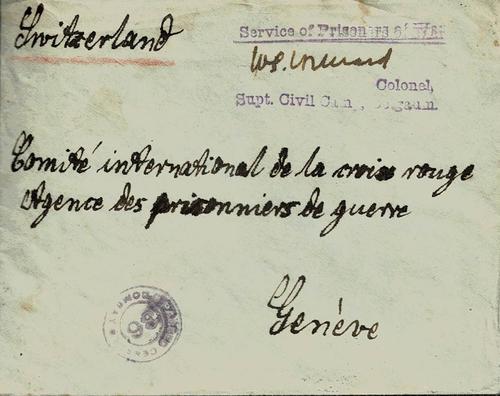 Switzerland
Service of Prisoners of War
Colonel,
Supt. Civil Camp,
Comité international de la croix rouge
Agence des prisonniers de guerre
Genève